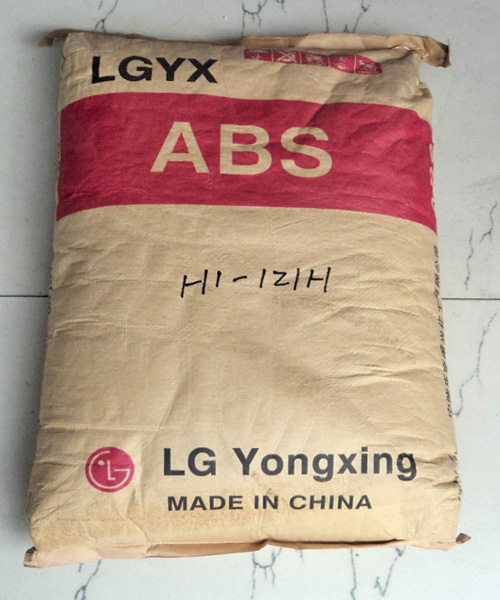 LGYX
ABS
HI-121H
LG Yongxing
MADE IN CHINA